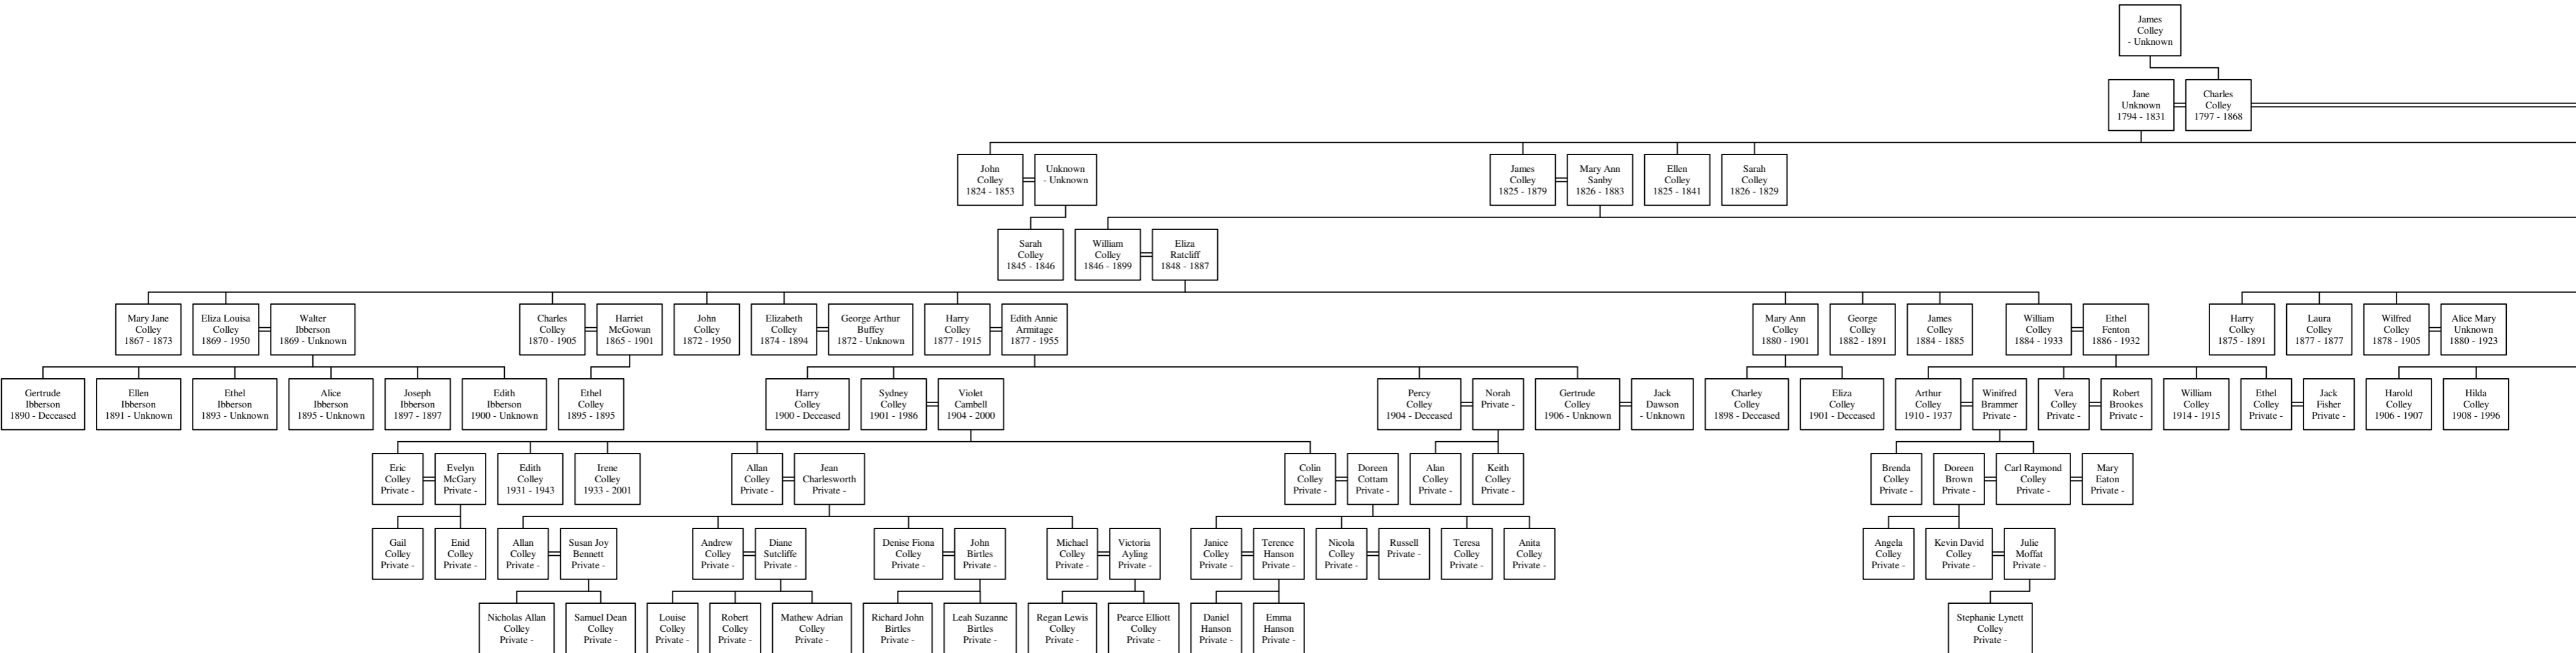 James
Colley
- Unknown
Jane
Unknown
1794 - 1831
Charles
Colley
1797 - 1868
John
Colley
1824 - 1853
Unknown
- Unknown
James
Colley
1825 - 1879
Mary Ann
Sanby
1826 - 1883
Ellen
Colley
1825 - 1841
Sarah
Colley
1826 - 1829
Sarah
Colley
1845 - 1846
William
Colley
1846 - 1899
Eliza
Ratcliff
1848 - 1887
Mary Jane
Colley
1867 - 1873
Eliza Louisa
Colley
1869 - 1950
Walter
Ibberson
1869 - Unknown
Charles
Colley
1870 - 1905
Harriet
McGowan
1865 - 1901
John
Colley
1872 - 1950
Elizabeth
Colley
1874 - 1894
George Arthur
Buffey
1872 - Unknown
Harry
Colley
1877 - 1915
Edith Annie
Armitage
1877 - 1955
Mary Ann
Colley
1880 - 1901
George
Colley
1882 - 1891
James
Colley
1884 - 1885
William
Colley
1884 - 1933
Ethel
Fenton
1886 - 1932
Harry
Colley
1875 - 1891
Laura
Colley
1877 - 1877
Wilfred
Colley
1878 - 1905
Alice Mary
Unknown
1880 - 1923
Gertrude
Ibberson
1890 - Deceased
Ellen
Ibberson
1891 - Unknown
Ethel
Ibberson
1893 - Unknown
Alice
Ibberson
1895 - Unknown
Joseph
Ibberson
1897 - 1897
Edith
Ibberson
1900 - Unknown
Ethel
Colley
1895 - 1895
Harry
Colley
1900 - Deceased
Sydney
Colley
1901 - 1986
Violet
Cambell
1904 - 2000
Percy
Colley
1904 - Deceased
Norah
Private -
Gertrude
Colley
1906 - Unknown
Jack
Dawson
- Unknown
Charley
Colley
1898 - Deceased
Eliza
Colley
1901 - Deceased
Arthur
Colley
1910 - 1937
Winifred
Brammer
Private -
Vera
Colley
Private -
Robert
Brookes
Private -
William
Colley
1914 - 1915
Ethel
Colley
Private -
Jack
Fisher
Private -
Harold
Colley
1906 - 1907
Hilda
Colley
1908 - 1996
Eric
Colley
Private -
Evelyn
McGary
Private -
Edith
Colley
1931 - 1943
Irene
Colley
1933 - 2001
Allan
Colley
Private -
Jean
Charlesworth
Private -
Colin
Colley
Private -
Doreen
Cottam
Private -
Alan
Colley
Private -
Keith
Colley
Private -
Brenda
Colley
Private -
Doreen
Brown
Private -
Carl Raymond
Colley
Private -
Mary
Eaton
Private -
Gail
Colley
Private -
Enid
Colley
Private -
Allan
Colley
Private -
Susan Joy
Bennett
Private -
Andrew
Colley
Private -
Diane
Sutcliffe
Private -
Denise Fiona
Colley
Private -
John
Birtles
Private -
Michael
Colley
Private -
Victoria
Ayling
Private -
Janice
Colley
Private -
Terence
Hanson
Private -
Nicola
Colley
Private -
Russell
Private -
Teresa
Colley
Private -
Anita
Colley
Private -
Angela
Colley
Private -
Kevin David
Colley
Private -
Julie
Moffat
Private -
Nicholas Allan
Colley
Private -
Samuel Dean
Colley
Private -
Louise
Colley
Private -
Robert
Colley
Private -
Mathew Adrian
Colley
Private -
Richard John
Birtles
Private -
Leah Suzanne
Birtles
Private -
Regan Lewis
Colley
Private -
Pearce Elliott
Colley
Private -
Daniel
Hanson
Private -
Emma
Hanson
Private -
Stephanie Lynett
Colley
Private -